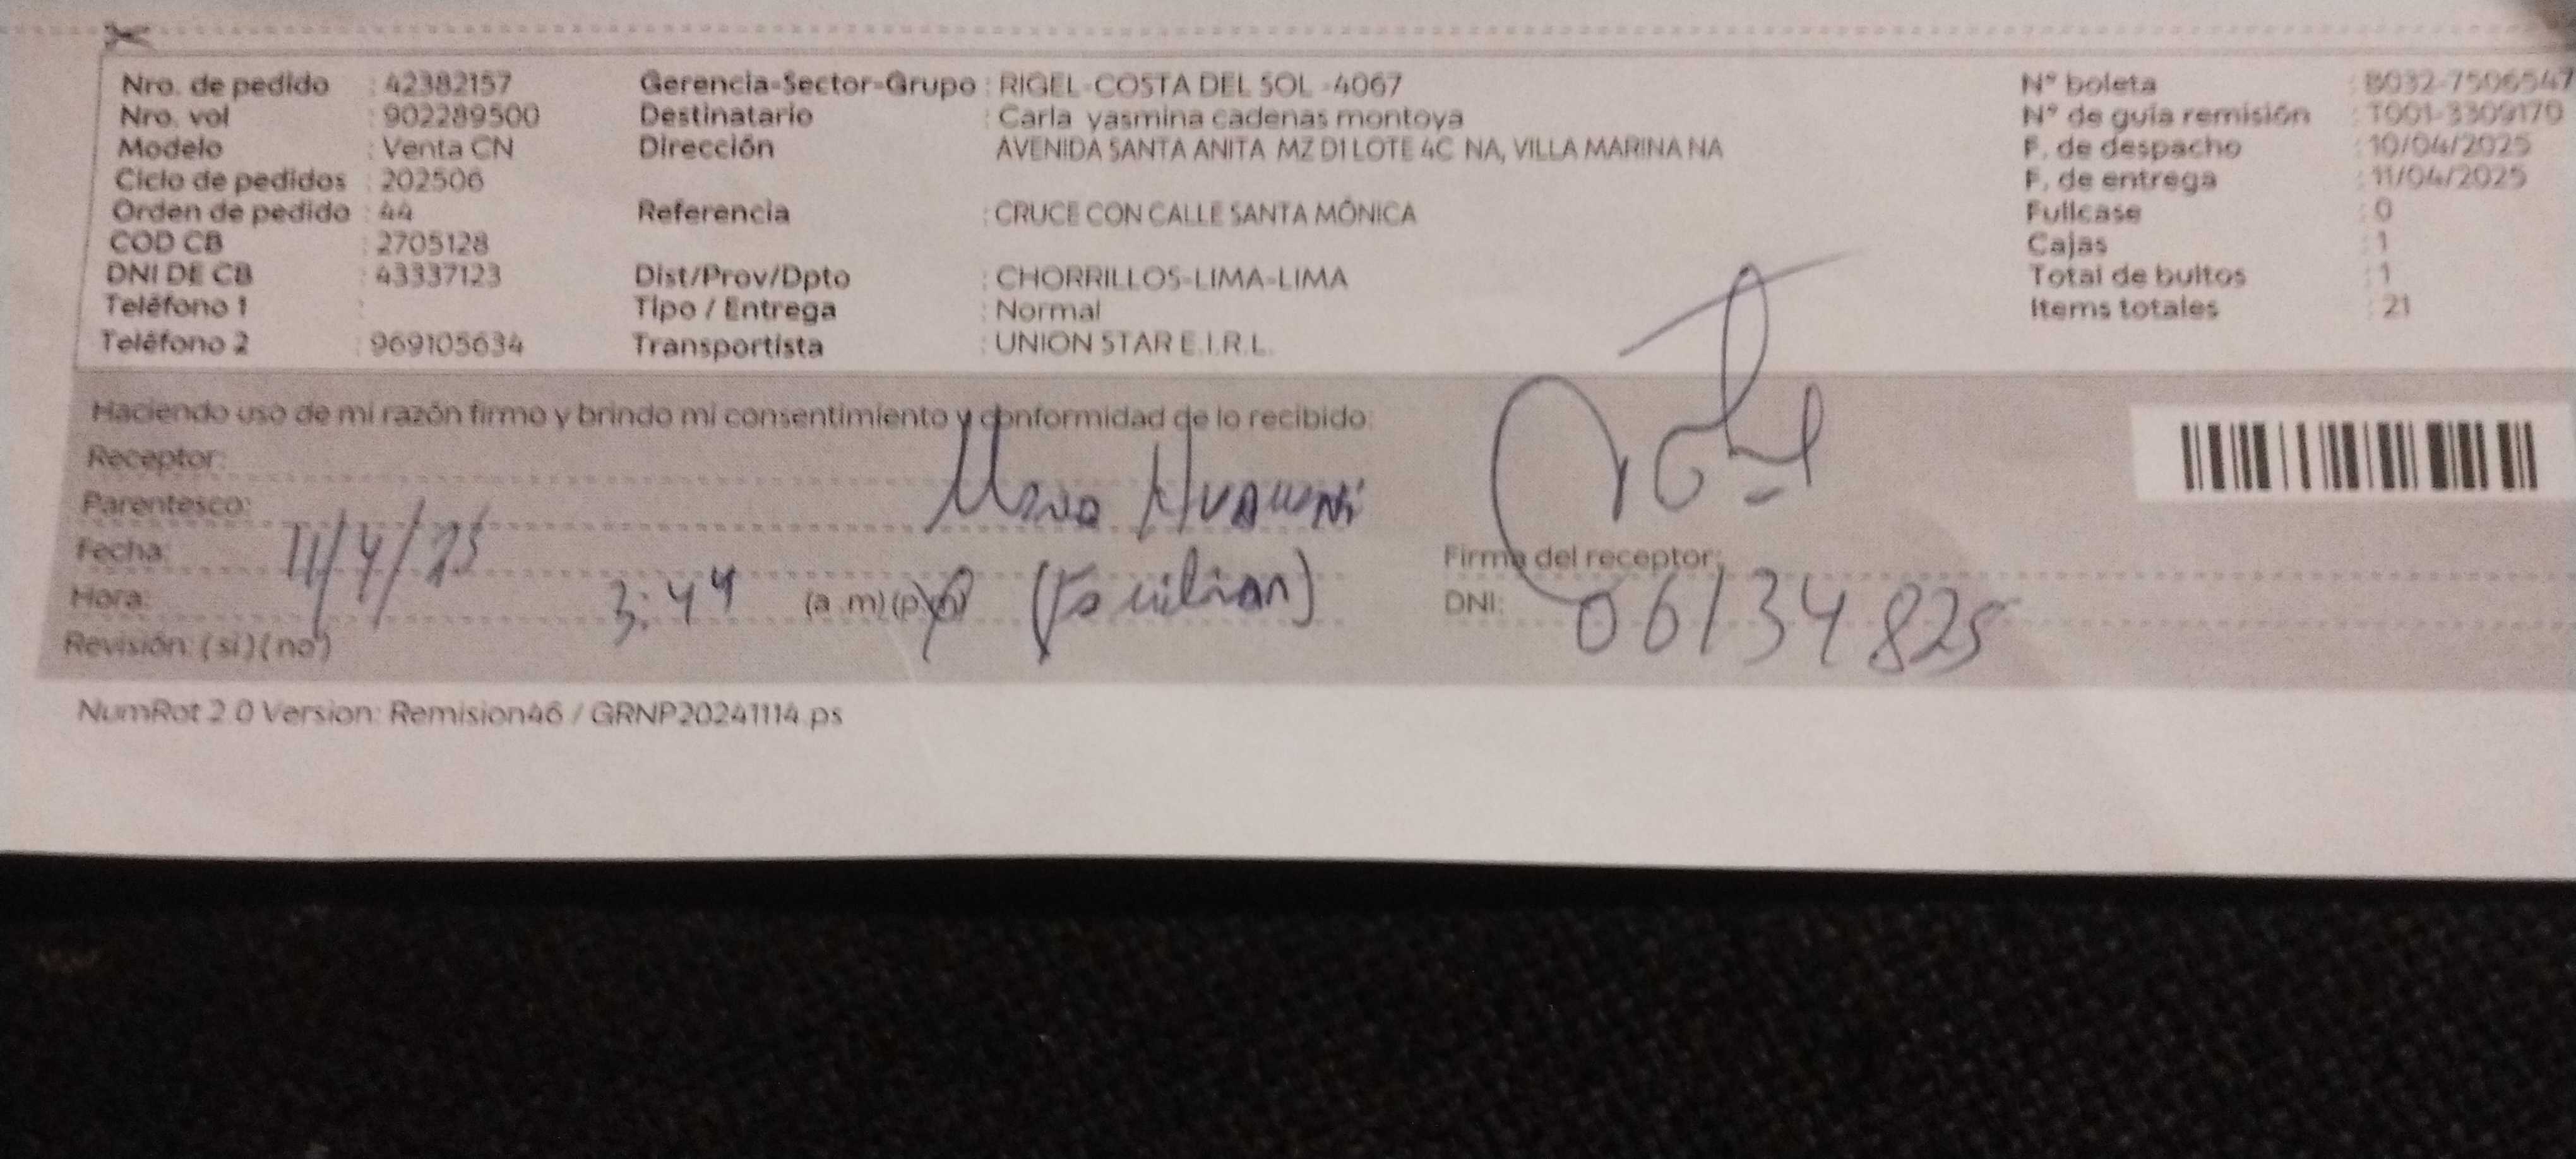 Nro. de pedido : 42382157 Gerencia-Sector-Grupo : RIGEL-COSTA DEL SOL -4067 N° boleta : B032-7506547
Nro. vol : 902289500 Destinatario : Carla yasmina cadenas montoya N° de guía remisión : T001-3309170
Modelo : Venta CN Dirección AVENIDA SANTA ANITA MZ D1 LOTE 4C NA, VILLA MARINA NA F. de despacho : 10/04/2025
Ciclo de pedidos : 202506 F. de entrega : 11/04/2025
Orden de pedido : 44 Referencia : CRUCE CON CALLE SANTA MÓNICA Fullcase : 0
COD CB : 2705128 Cajas : 1
DNI DE CB : 43337123 Dist/Prov/Dpto : CHORRILLOS-LIMA-LIMA Total de bultos : 1
Teléfono 1 : Tipo / Entrega : Normal Items totales : 21
Teléfono 2 : 969105634 Transportista : UNION STAR E.I.R.L.
Haciendo uso de mi razón firmo y brindo mi consentimiento y conformidad de lo recibido:
Receptor:
Parentesco:
Fecha: 11/4/25 Firma del receptor:
Hora: 3:44 (a.m)(p.m) (Familiar) DNI: 06134825
Revisión: (si)(no)
NumRot 2.0 Version: Remision46 / GRNP20241114.ps